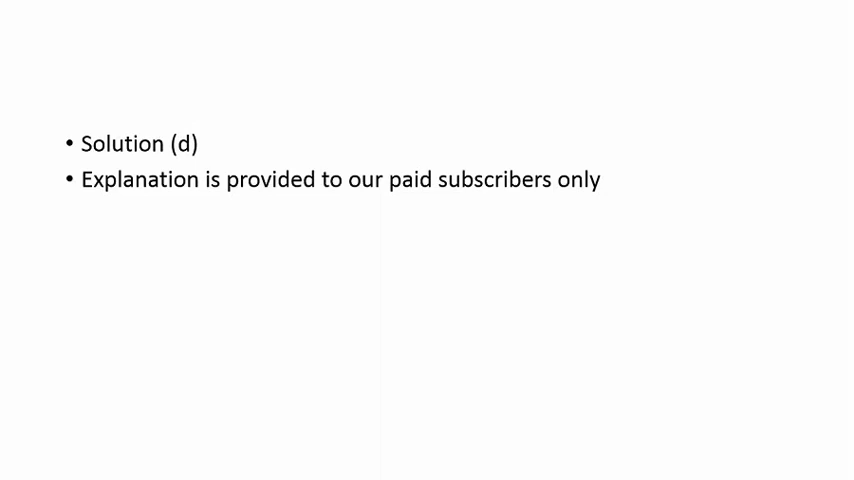 • Solution (d)
• Explanation is provided to our paid subscribers only